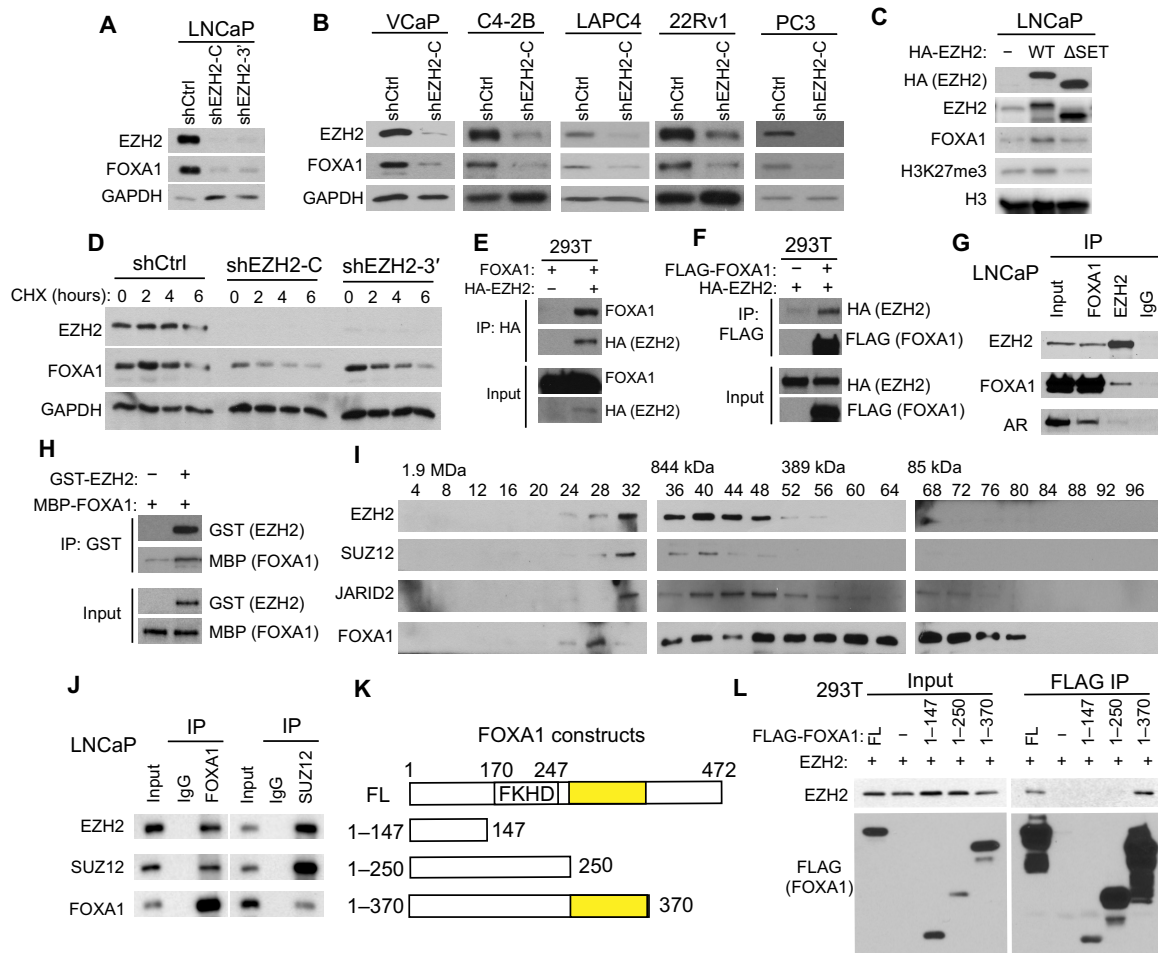 A
LNCaP
shCtrl
shEZH2-C
shEZH2-3′
EZH2
FOXA1
GAPDH
B
VCaP C4-2B LAPC4 22Rv1 PC3
shCtrl shEZH2-C shCtrl shEZH2-C shCtrl shEZH2-C shCtrl shEZH2-C shCtrl shEZH2-C
EZH2
FOXA1
GAPDH
C
LNCaP
HA-EZH2: – WT ΔSET
HA (EZH2)
EZH2
FOXA1
H3K27me3
H3
D
shCtrl shEZH2-C shEZH2-3′
CHX (hours): 0 2 4 6 0 2 4 6 0 2 4 6
EZH2
FOXA1
GAPDH
E
293T
FOXA1: + +
HA-EZH2: – +
IP: HA
FOXA1
HA (EZH2)
Input
FOXA1
HA (EZH2)
F
293T
FLAG-FOXA1: – +
HA-EZH2: + +
IP:
FLAG
HA (EZH2)
FLAG (FOXA1)
Input
HA (EZH2)
FLAG (FOXA1)
G
IP
LNCaP
Input FOXA1 EZH2 IgG
EZH2
FOXA1
AR
H
GST-EZH2: – +
MBP-FOXA1: + +
IP: GST
GST (EZH2)
MBP (FOXA1)
Input
GST (EZH2)
MBP (FOXA1)
I
1.9 MDa 844 kDa 389 kDa 85 kDa
4 8 12 16 20 24 28 32 36 40 44 48 52 56 60 64 68 72 76 80 84 88 92 96
EZH2
SUZ12
JARID2
FOXA1
J
IP IP
LNCaP
Input IgG FOXA1 Input IgG SUZ12
EZH2
SUZ12
FOXA1
K
FOXA1 constructs
1 170 247 472
FL FKHD
1–147 147
1–250 250
1–370 370
L
293T Input FLAG IP
FLAG-FOXA1: FL – 1–147 1–250 1–370 FL – 1–147 1–250 1–370
EZH2: + + + + + + + + + +
EZH2
FLAG
(FOXA1)